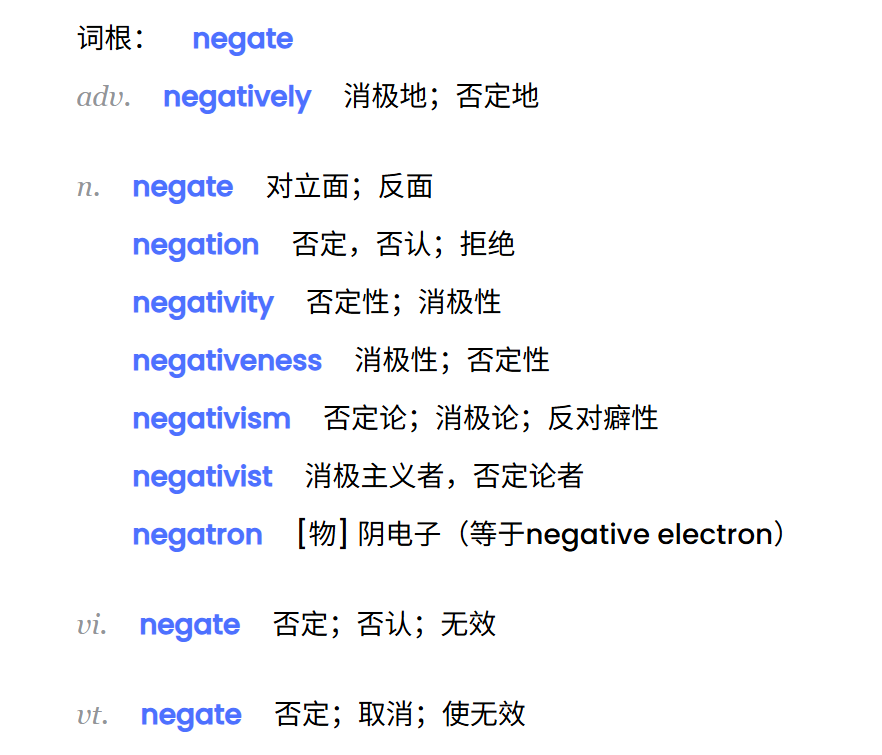 词根： negate
adv. negatively 消极地；否定地
n. negate 对立面；反面
negation 否定，否认；拒绝
negativity 否定性；消极性
negativeness 消极性；否定性
negativism 否定论；消极论；反对癖性
negativist 消极主义者，否定论者
negatron [物] 阴电子（等于negative electron）
vi. negate 否定；否认；无效
vt. negate 否定；取消；使无效